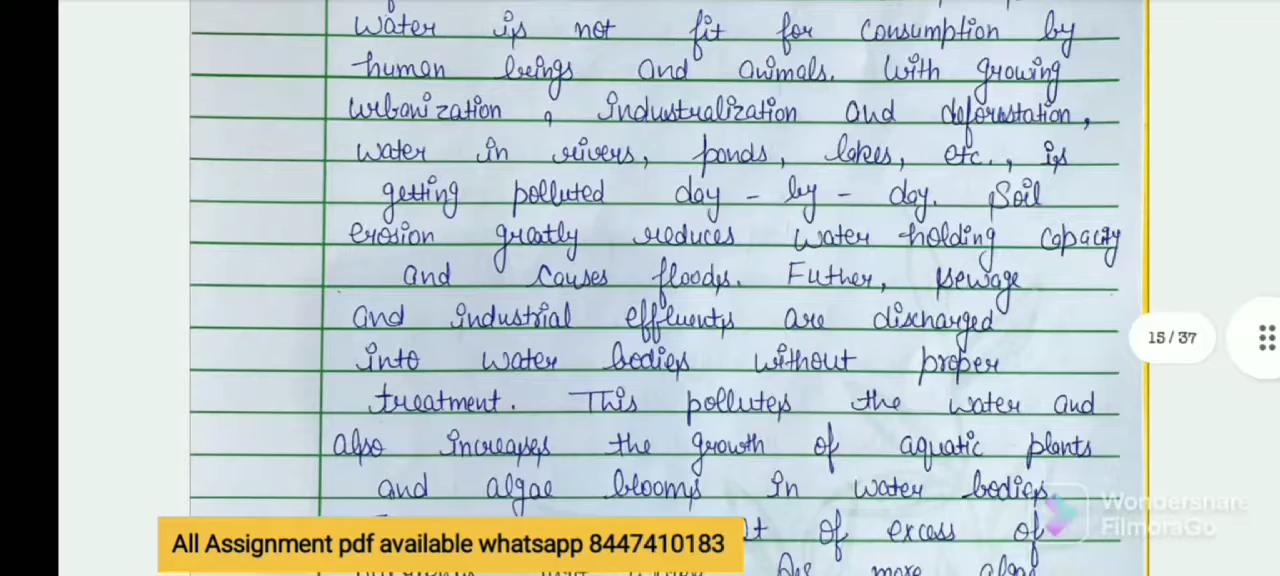 water is not fit for consumption by
human beings and animals. With growing
urbanization, industrialization and deforestation,
water in rivers, ponds, lakes, etc., is
getting polluted day - by - day. Soil
erosion greatly reduces water holding capacity
and causes floods. Futher, sewage
and industrial effluents are discharged
into water bodies without proper
treatment. This pollutes the water and
also increases the growth of aquatic plants
and algae blooms in water bodies
of excess of
more
All Assignment pdf available whatsapp 8447410183
15 / 37
Wondershare
FilmoraGo